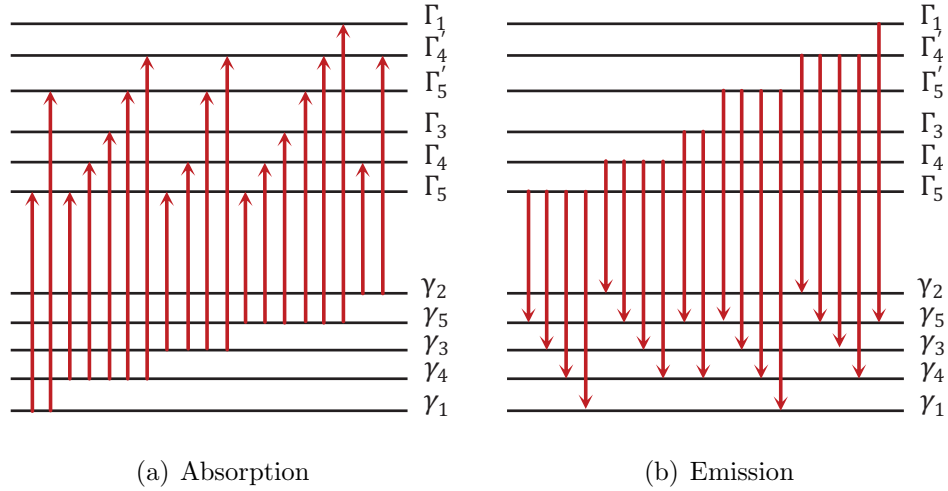 Γ₁
Γ₄'
Γ₅'
Γ₃
Γ₄
Γ₅
γ₂
γ₅
γ₃
γ₄
γ₁
(a) Absorption
Γ₁
Γ₄'
Γ₅'
Γ₃
Γ₄
Γ₅
γ₂
γ₅
γ₃
γ₄
γ₁
(b) Emission